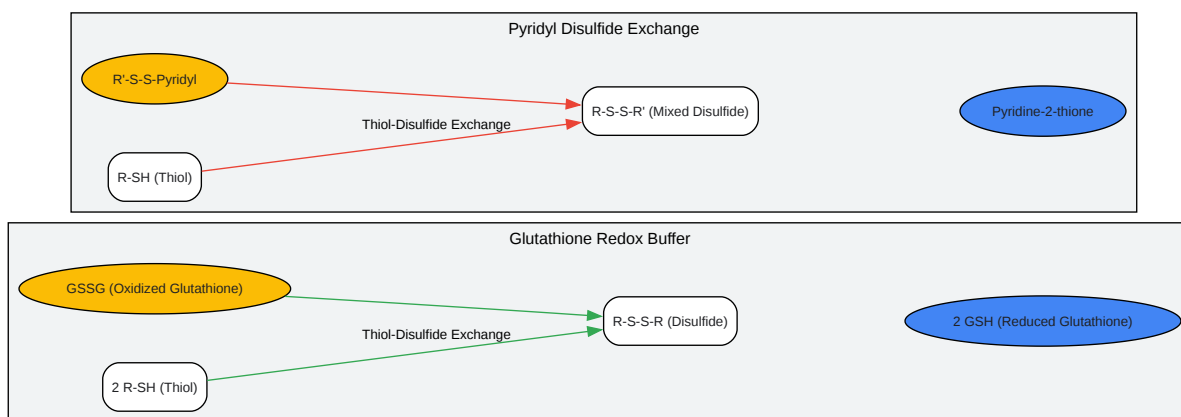 Pyridyl Disulfide Exchange
R'-S-S-Pyridyl
R-S-S-R' (Mixed Disulfide)
Pyridine-2-thione
Thiol-Disulfide Exchange
R-SH (Thiol)
Glutathione Redox Buffer
GSSG (Oxidized Glutathione)
R-S-S-R (Disulfide)
2 GSH (Reduced Glutathione)
Thiol-Disulfide Exchange
2 R-SH (Thiol)